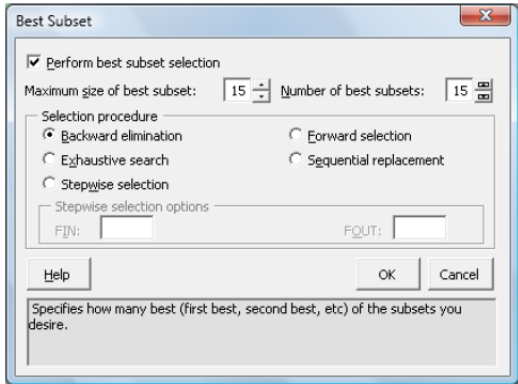 Best Subset
Perform best subset selection
Maximum size of best subset: 15 Number of best subsets: 15
Selection procedure
Backward elimination Forward selection
Exhaustive search Sequential replacement
Stepwise selection
Stepwise selection options
FIN: FOUT:
Help OK Cancel
Specifies how many best (first best, second best, etc) of the subsets you
desire.